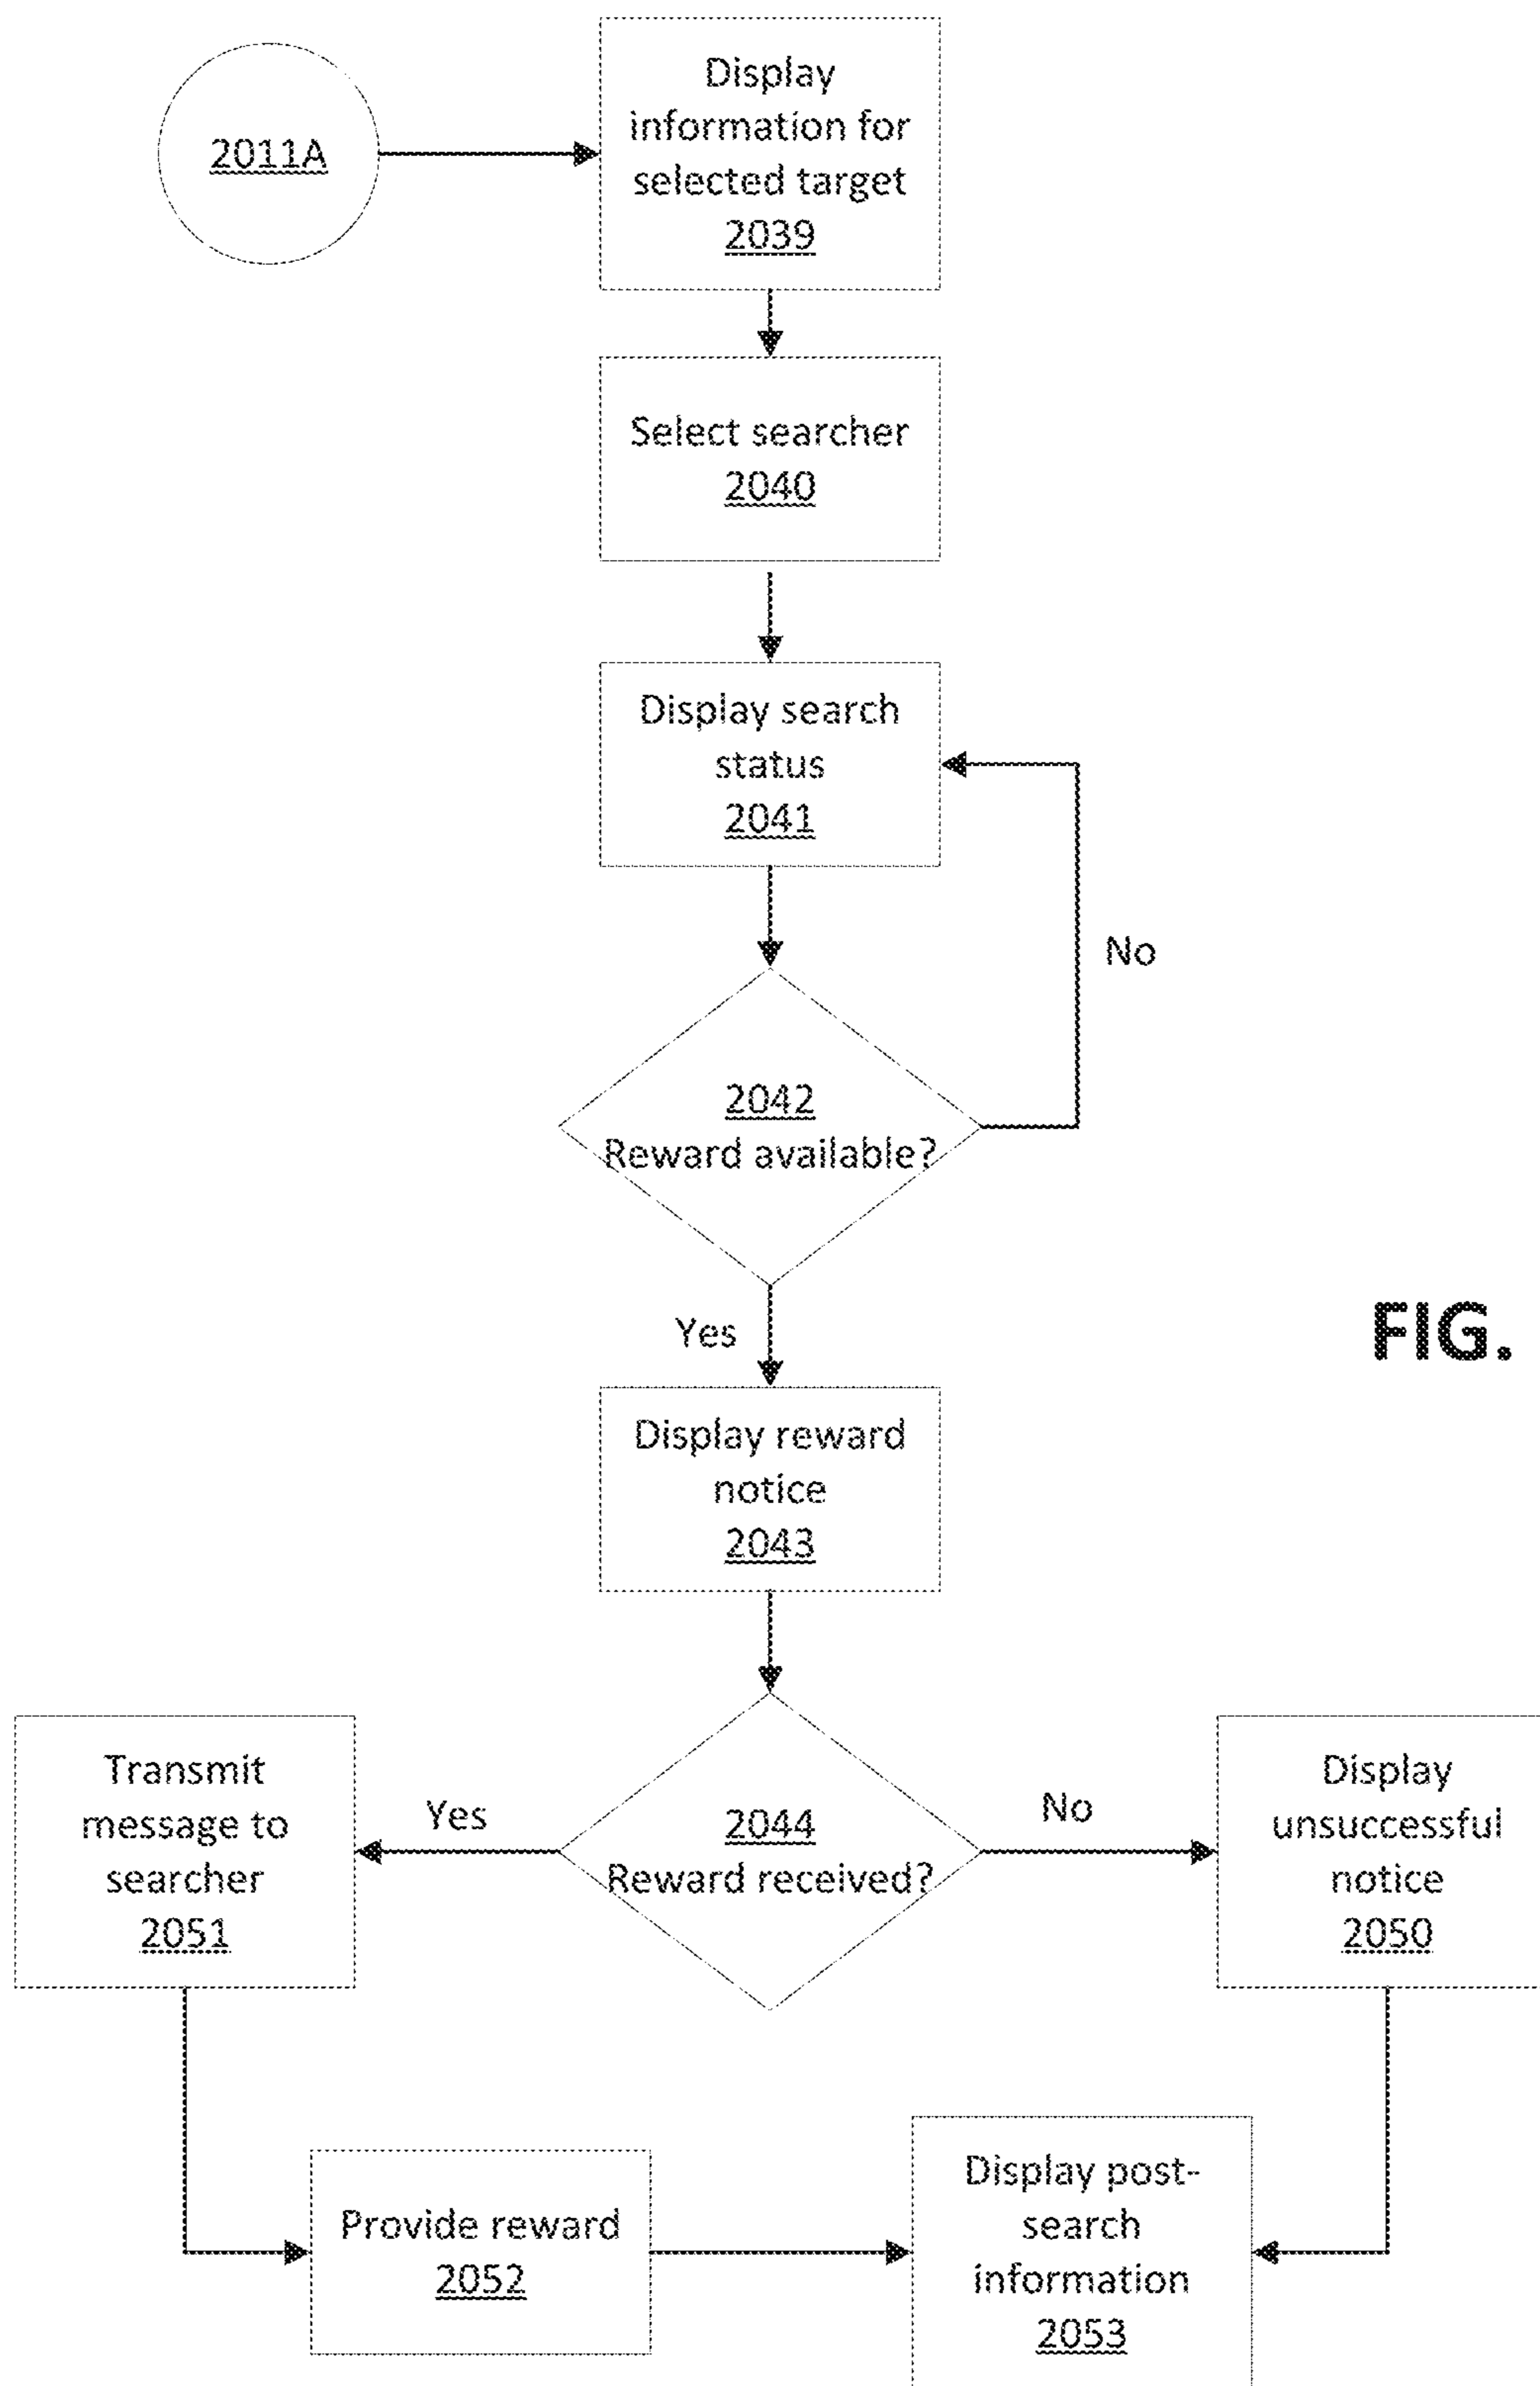 2011A
Display
information for
selected target
2039
Select searcher
2040
Display search
status
2041
No
2042
Reward available?
Yes
FIG.
Display reward
notice
2043
Transmit
message to
searcher
2051
Yes
2044
Reward received?
No
Display
unsuccessful
notice
2050
Provide reward
2052
Display post-
search
information
2053